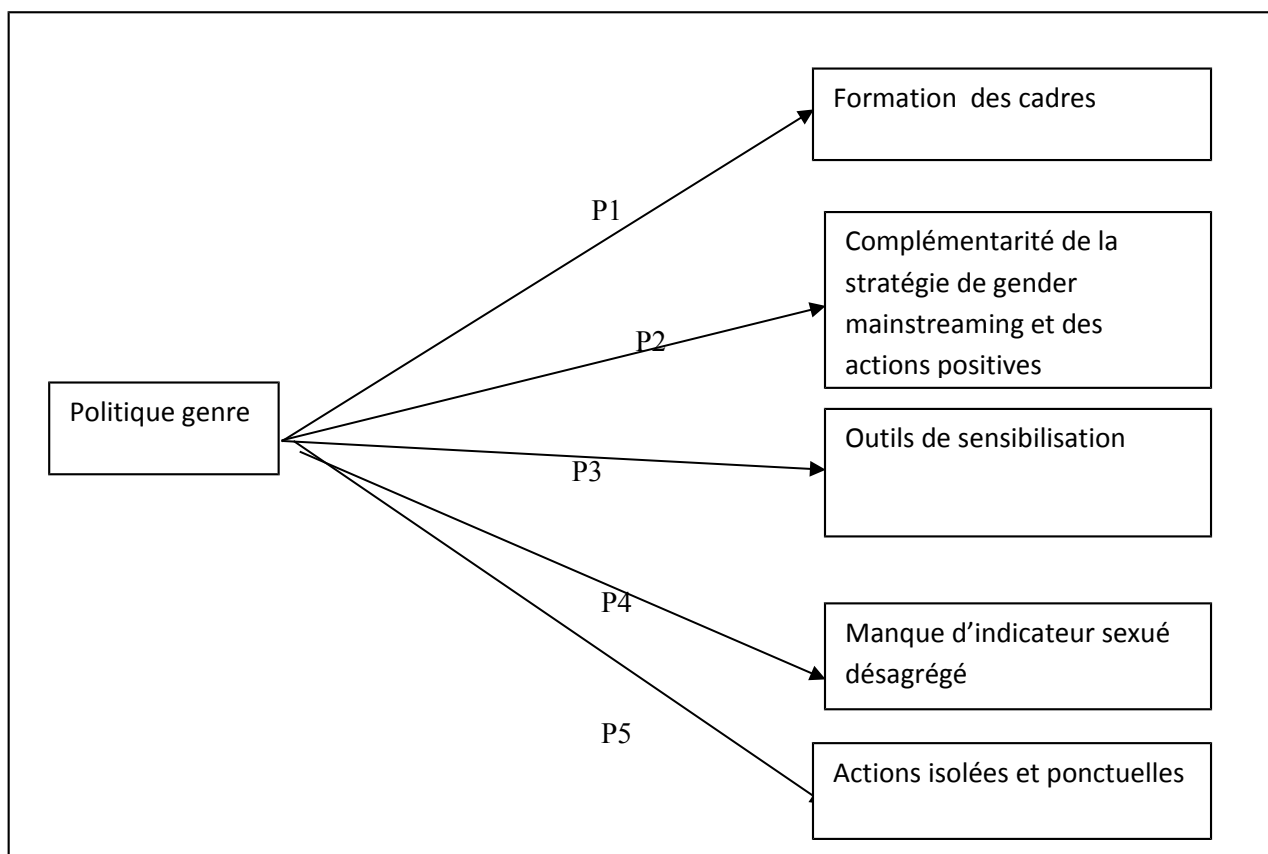 Formation  des cadres
P1
Complémentarité de la
stratégie de gender
mainstreaming et des
actions positives
P2
Politique genre
Outils de sensibilisation
P3
P4
Manque d’indicateur sexué
désagrégé
P5
Actions isolées et ponctuelles